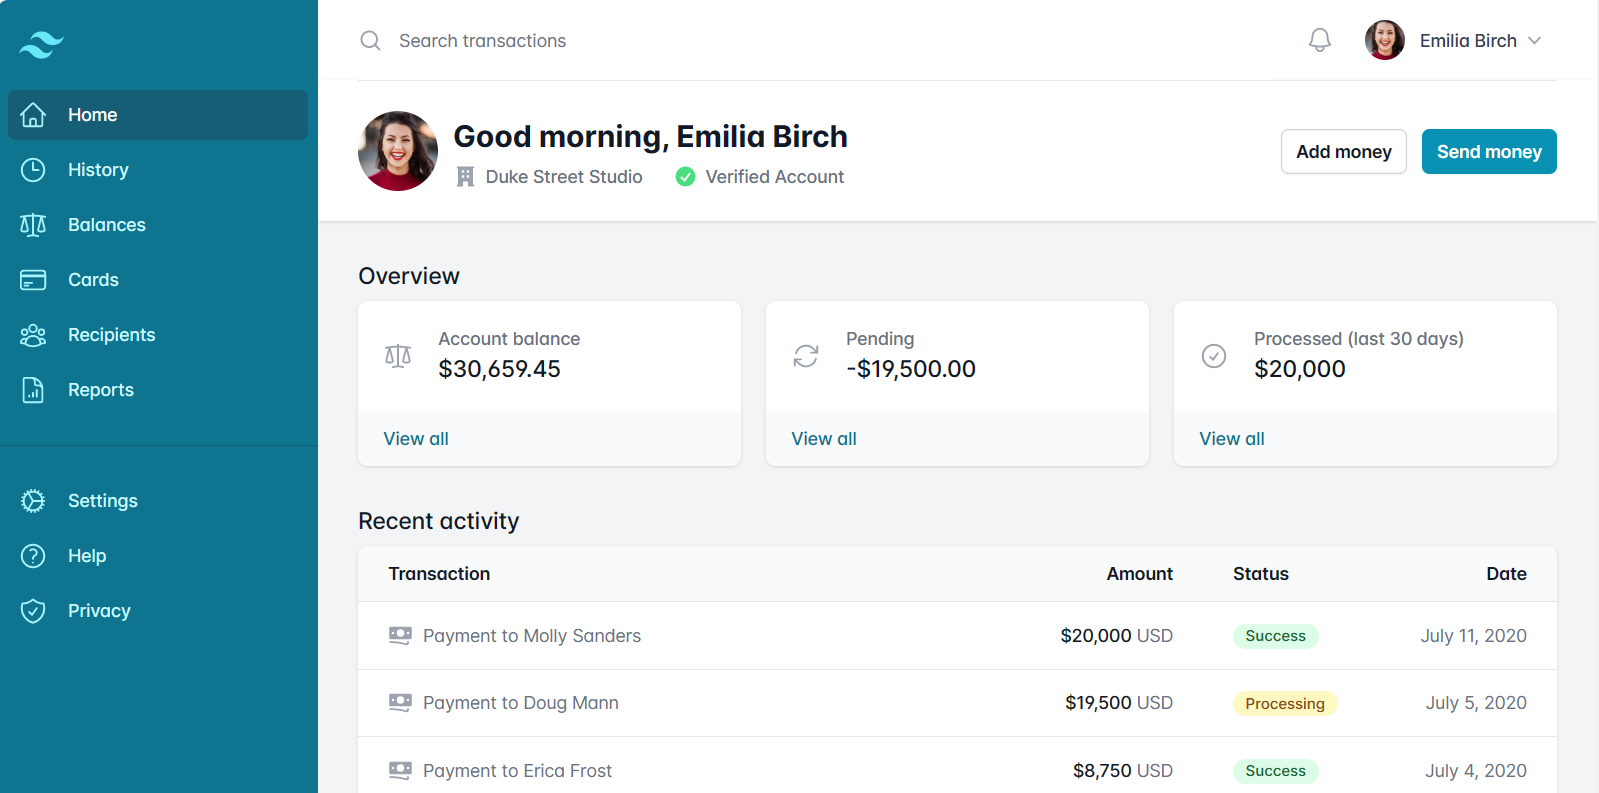 Search transactions
Emilia Birch
Home
History
Balances
Cards
Recipients
Reports
Settings
Help
Privacy
Good morning, Emilia Birch
Duke Street Studio
Verified Account
Add money
Send money
Overview
Account balance
$30,659.45
View all
Pending
-$19,500.00
View all
Processed (last 30 days)
$20,000
View all
Recent activity
Transaction Amount Status Date
Payment to Molly Sanders $20,000 USD Success July 11, 2020
Payment to Doug Mann $19,500 USD Processing July 5, 2020
Payment to Erica Frost $8,750 USD Success July 4, 2020